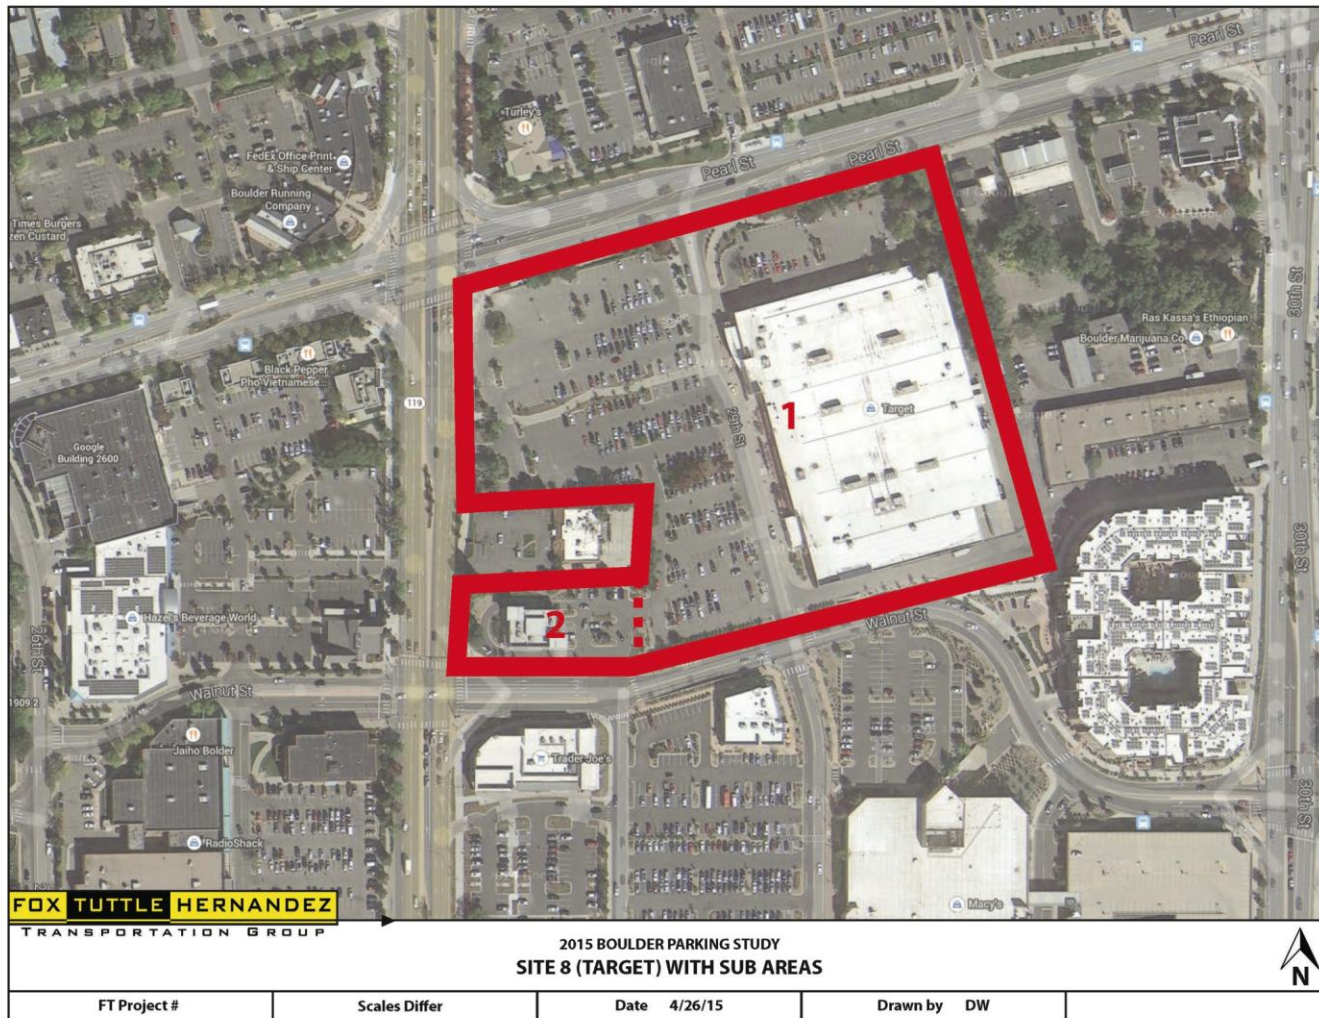 Pearl St
Turley's
Pearl St
Pearl St
FedEx Office Print
& Ship Center
Boulder Running
Company
Times Burgers
zen Custard
30th St
Ras Kassa's Ethiopian
Boulder Marijuana Co
Black Pepper
Pho Vietnamese...
119
1
Target
Google
Building 2600
30th St
Hazel's Beverage World
2
26th St
Walnut St
Walnut St
1909 2
Jaiho Bolder
Trader Joe's
30th St
RadioShack
Macy's
FOX TUTTLE HERNANDEZ
TRANSPORTATION GROUP
2015 BOULDER PARKING STUDY
SITE 8 (TARGET) WITH SUB AREAS
N
FT Project #
Scales Differ
Date 4/26/15
Drawn by DW